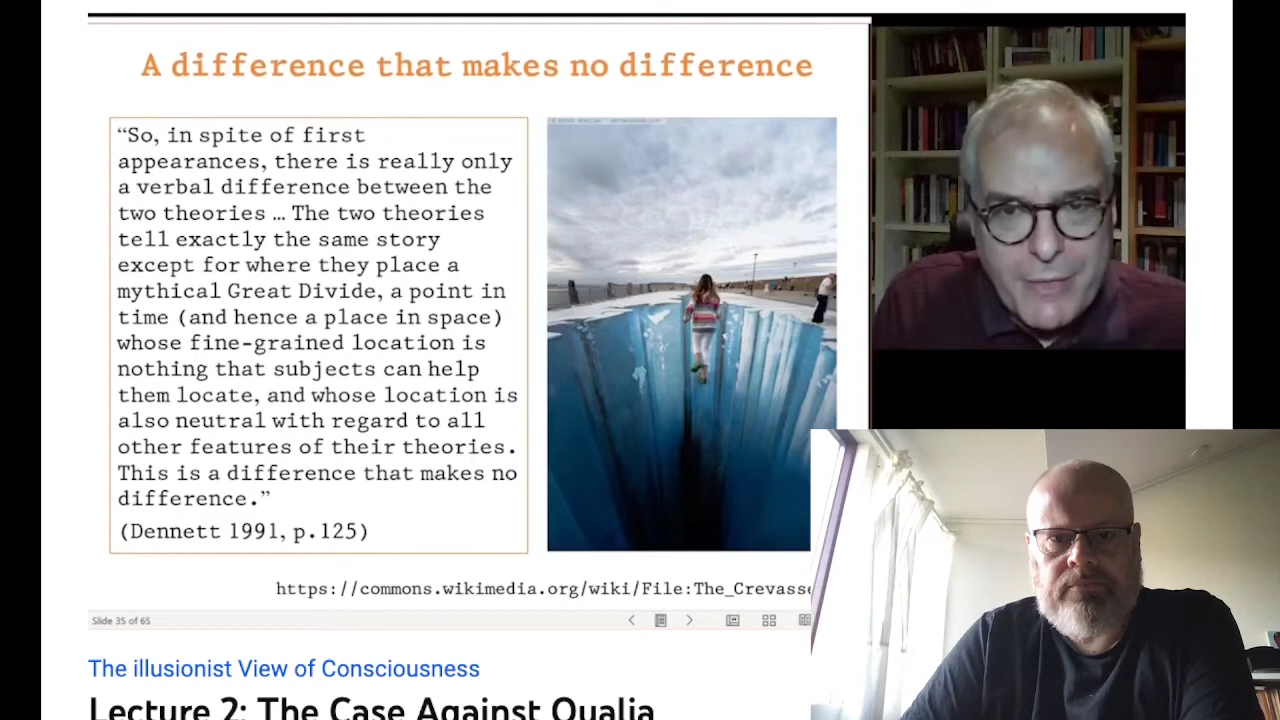 A difference that makes no difference
“So, in spite of first
appearances, there is really only
a verbal difference between the
two theories … The two theories
tell exactly the same story
except for where they place a
mythical Great Divide, a point in
time (and hence a place in space)
whose fine-grained location is
nothing that subjects can help
them locate, and whose location is
also neutral with regard to all
other features of their theories.
This is a difference that makes no
difference.”
(Dennett 1991, p.125)
https://commons.wikimedia.org/wiki/File:The_Crevasse
Slide 35 of 65
The illusionist View of Consciousness
Lecture 2: The Case Against Qualia